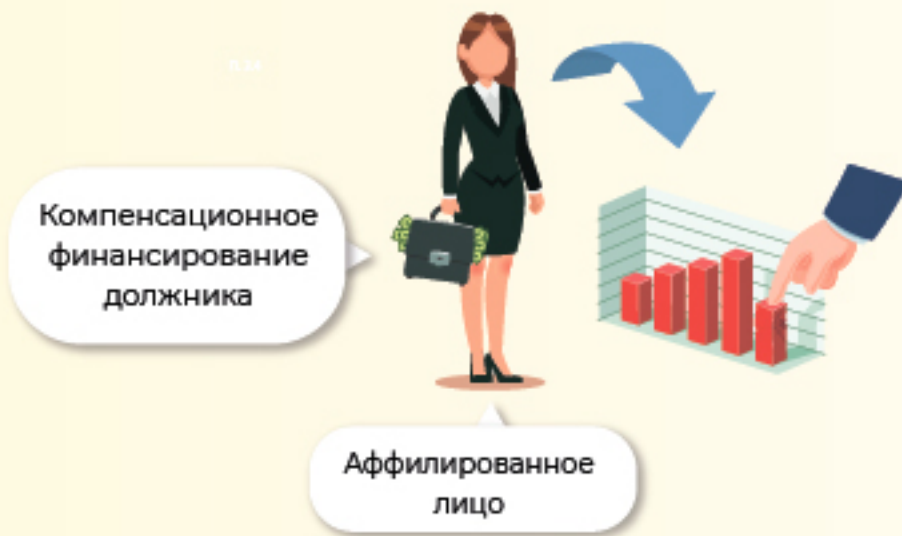 Компенсационное
финансирование
должника
Аффилированное
лицо